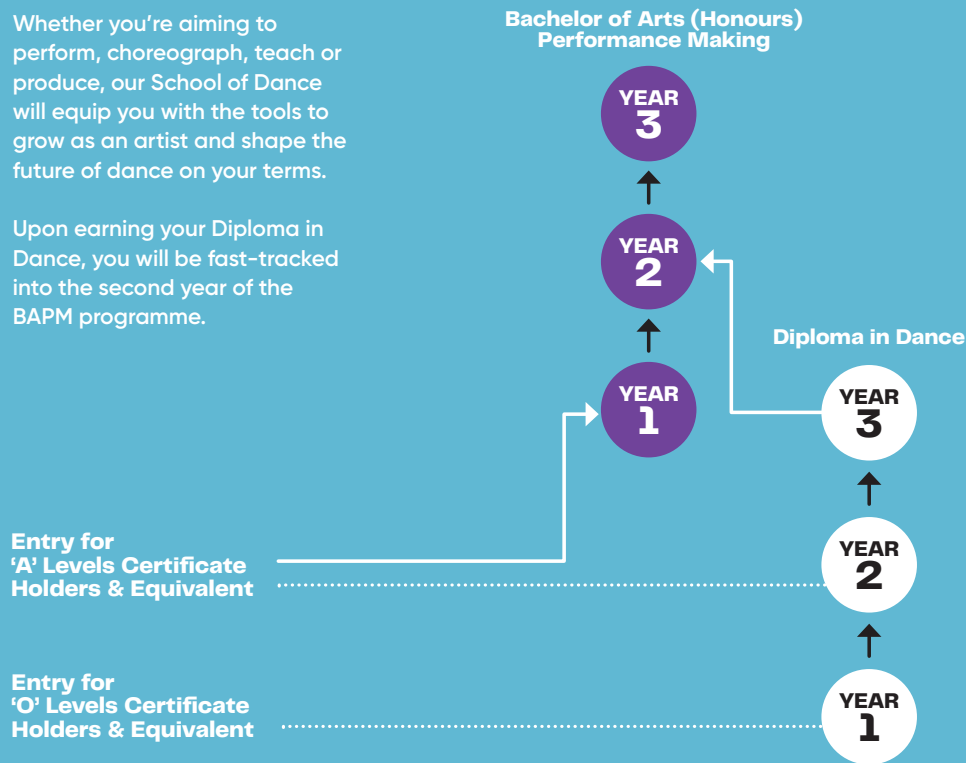 Whether you're aiming to
perform, choreograph, teach or
produce, our School of Dance
will equip you with the tools to
grow as an artist and shape the
future of dance on your terms.
Upon earning your Diploma in
Dance, you will be fast-tracked
into the second year of the
BAPM programme.
Bachelor of Arts (Honours)
Performance Making
YEAR
3
YEAR
2
YEAR
1
Diploma in Dance
YEAR
3
YEAR
2
YEAR
1
Entry for
‘A’ Levels Certificate
Holders & Equivalent
Entry for
‘O’ Levels Certificate
Holders & Equivalent